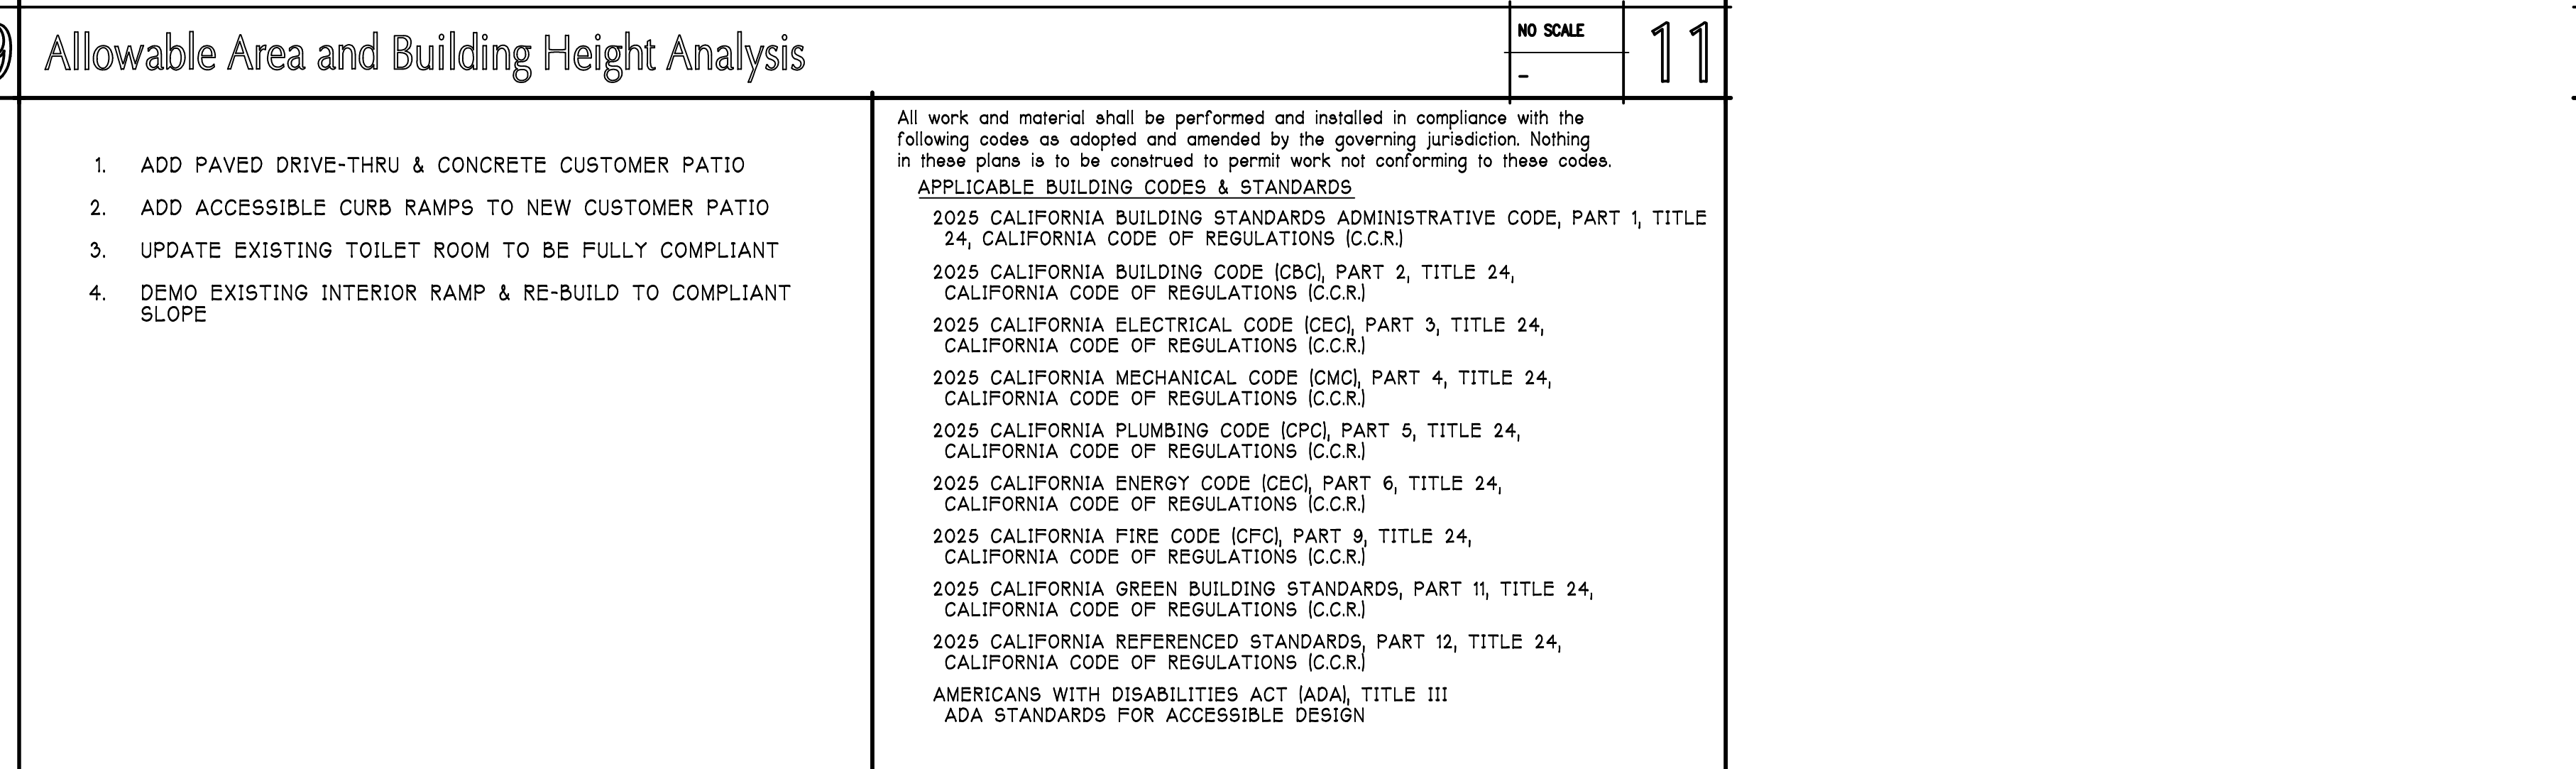 9
Allowable Area and Building Height Analysis
NO SCALE
-
11
1. ADD PAVED DRIVE-THRU & CONCRETE CUSTOMER PATIO
2. ADD ACCESSIBLE CURB RAMPS TO NEW CUSTOMER PATIO
3. UPDATE EXISTING TOILET ROOM TO BE FULLY COMPLIANT
4. DEMO EXISTING INTERIOR RAMP & RE-BUILD TO COMPLIANT
SLOPE
All work and material shall be performed and installed in compliance with the
following codes as adopted and amended by the governing jurisdiction. Nothing
in these plans is to be construed to permit work not conforming to these codes.
APPLICABLE BUILDING CODES & STANDARDS
2025 CALIFORNIA BUILDING STANDARDS ADMINISTRATIVE CODE, PART 1, TITLE
24, CALIFORNIA CODE OF REGULATIONS (C.C.R.)
2025 CALIFORNIA BUILDING CODE (CBC), PART 2, TITLE 24,
CALIFORNIA CODE OF REGULATIONS (C.C.R.)
2025 CALIFORNIA ELECTRICAL CODE (CEC), PART 3, TITLE 24,
CALIFORNIA CODE OF REGULATIONS (C.C.R.)
2025 CALIFORNIA MECHANICAL CODE (CMC), PART 4, TITLE 24,
CALIFORNIA CODE OF REGULATIONS (C.C.R.)
2025 CALIFORNIA PLUMBING CODE (CPC), PART 5, TITLE 24,
CALIFORNIA CODE OF REGULATIONS (C.C.R.)
2025 CALIFORNIA ENERGY CODE (CEC), PART 6, TITLE 24,
CALIFORNIA CODE OF REGULATIONS (C.C.R.)
2025 CALIFORNIA FIRE CODE (CFC), PART 9, TITLE 24,
CALIFORNIA CODE OF REGULATIONS (C.C.R.)
2025 CALIFORNIA GREEN BUILDING STANDARDS, PART 11, TITLE 24,
CALIFORNIA CODE OF REGULATIONS (C.C.R.)
2025 CALIFORNIA REFERENCED STANDARDS, PART 12, TITLE 24,
CALIFORNIA CODE OF REGULATIONS (C.C.R.)
AMERICANS WITH DISABILITIES ACT (ADA), TITLE III
ADA STANDARDS FOR ACCESSIBLE DESIGN